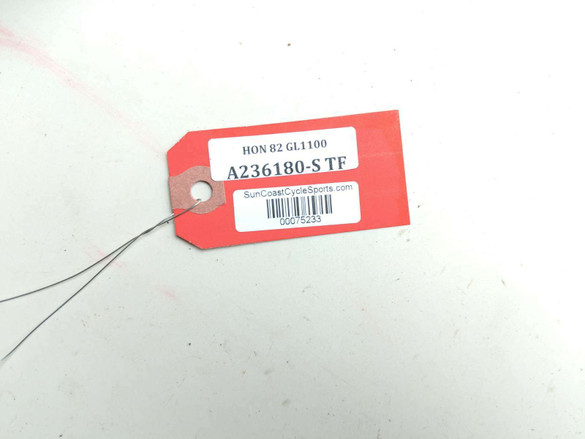 HON 82 GL1100
A236180-S TF
SunCoastCycleSports.com
00075233